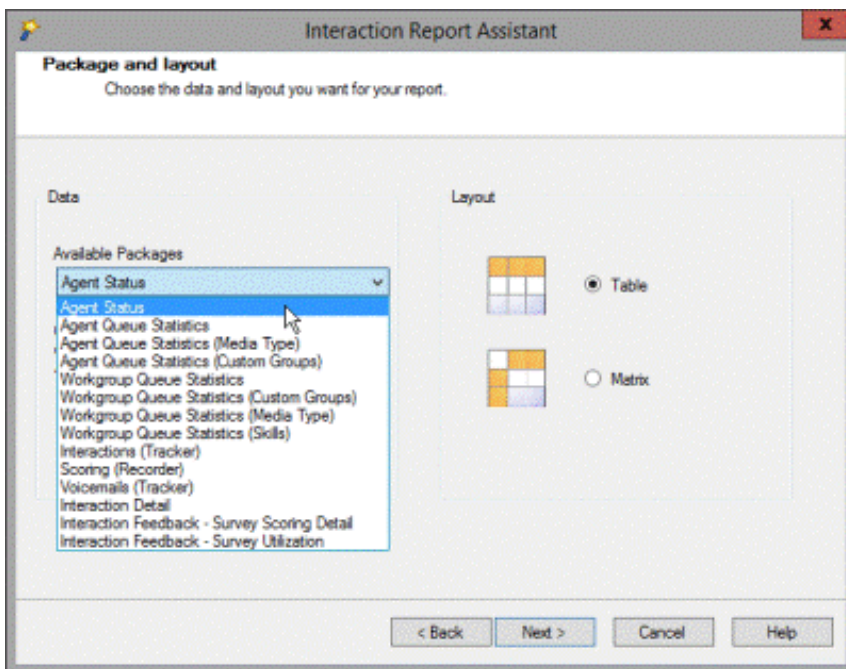 Interaction Report Assistant
x
Package and layout
Choose the data and layout you want for your report.
Data
Available Packages
Agent Status
Agent Status
Agent Queue Statistics
Agent Queue Statistics (Media Type)
Agent Queue Statistics (Custom Groups)
Workgroup Queue Statistics
Workgroup Queue Statistics (Custom Groups)
Workgroup Queue Statistics (Media Type)
Workgroup Queue Statistics (Skills)
Interactions (Tracker)
Scoring (Recorder)
Voicemails (Tracker)
Interaction Detail
Interaction Feedback - Survey Scoring Detail
Interaction Feedback - Survey Utilization
Layout
Table
Matrix
< Back
Next >
Cancel
Help